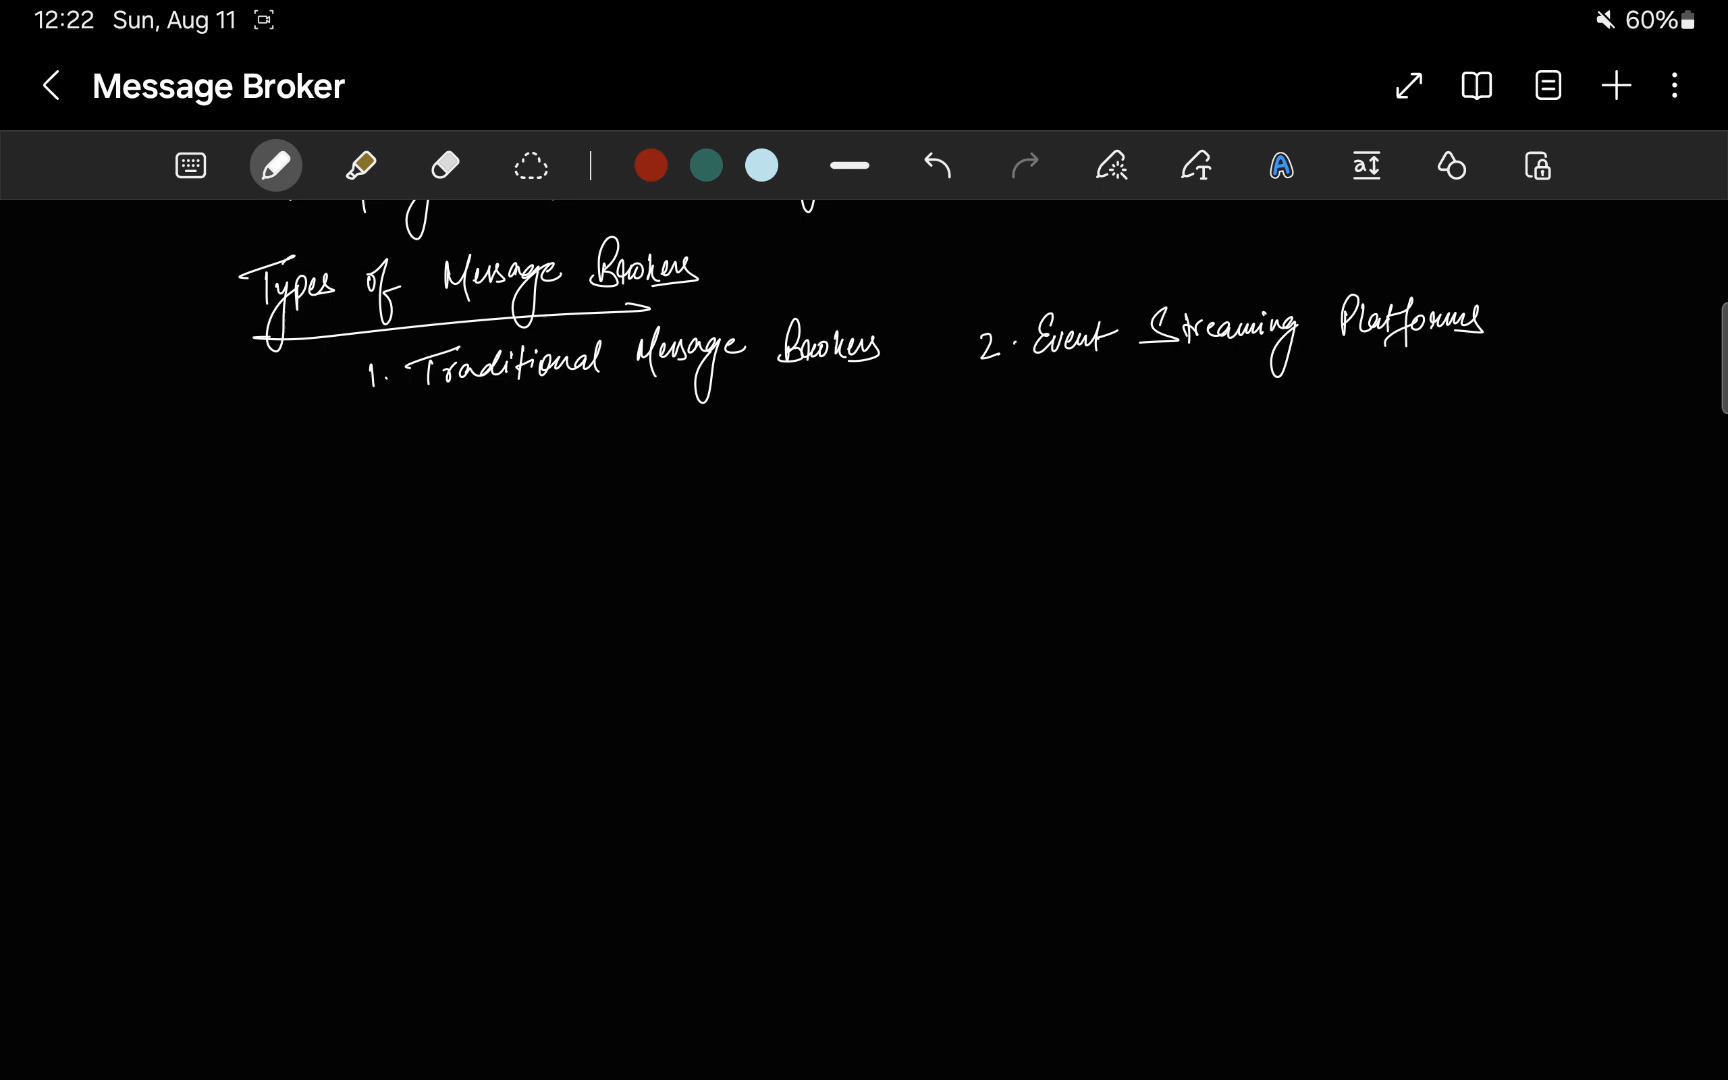 12:22 Sun, Aug 11 60%
Message Broker
Types of Message Brokers
1. Traditional Message Brokers 2. Event Streaming Platforms